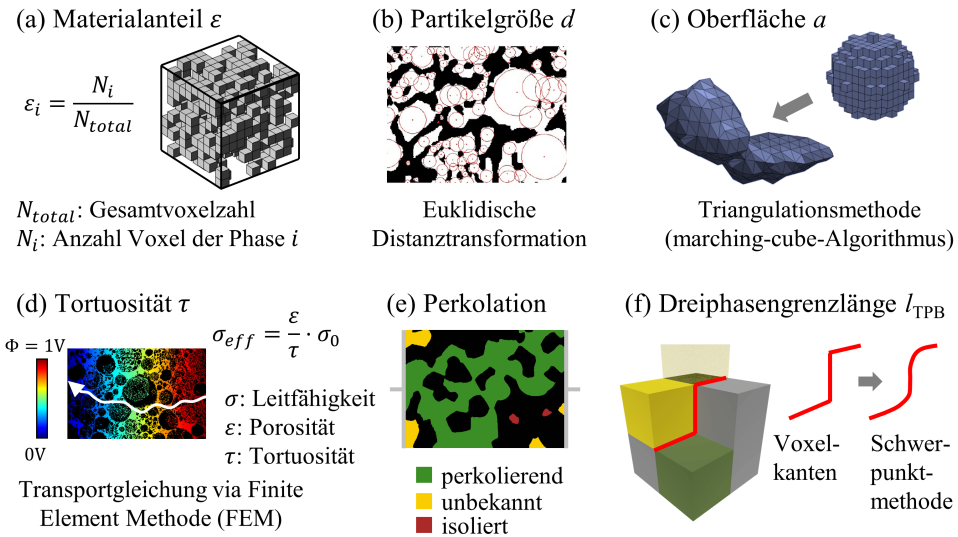 (a) Materialanteil ε
ε_i = N_i / N_total
N_total: Gesamtvoxelzahl
N_i: Anzahl Voxel der Phase i
(b) Partikelgröße d
Euklidische
Distanztransformation
(c) Oberfläche a
Triangulationsmethode
(marching-cube-Algorithmus)
(d) Tortuosität τ
σ_eff = ε / τ · σ_0
Φ = 1V
0V
σ: Leitfähigkeit
ε: Porosität
τ: Tortuosität
Transportgleichung via Finite
Element Methode (FEM)
(e) Perkolation
perkolierend
unbekannt
isoliert
(f) Dreiphasengrenzlänge l_TPB
Voxel-
kanten
Schwer-
punkt-
methode